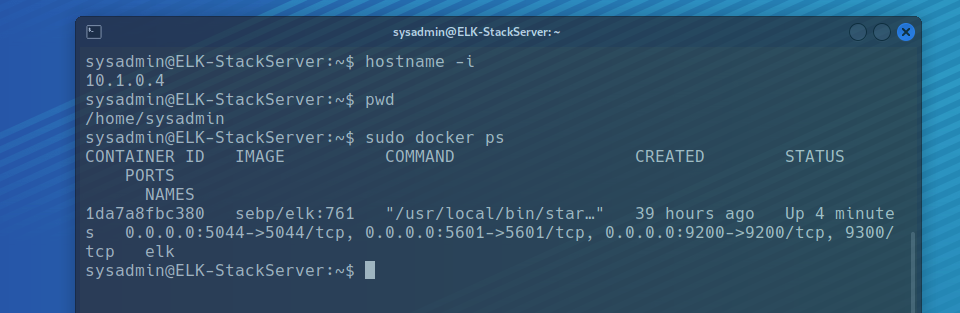 sysadmin@ELK-StackServer: ~
sysadmin@ELK-StackServer:~$ hostname -i
10.1.0.4
sysadmin@ELK-StackServer:~$ pwd
/home/sysadmin
sysadmin@ELK-StackServer:~$ sudo docker ps
CONTAINER ID   IMAGE          COMMAND                  CREATED        STATUS
    PORTS
      NAMES
1da7a8fbc380   sebp/elk:761   "/usr/local/bin/star…"   39 hours ago   Up 4 minute
s   0.0.0.0:5044->5044/tcp, 0.0.0.0:5601->5601/tcp, 0.0.0.0:9200->9200/tcp, 9300/
tcp   elk
sysadmin@ELK-StackServer:~$